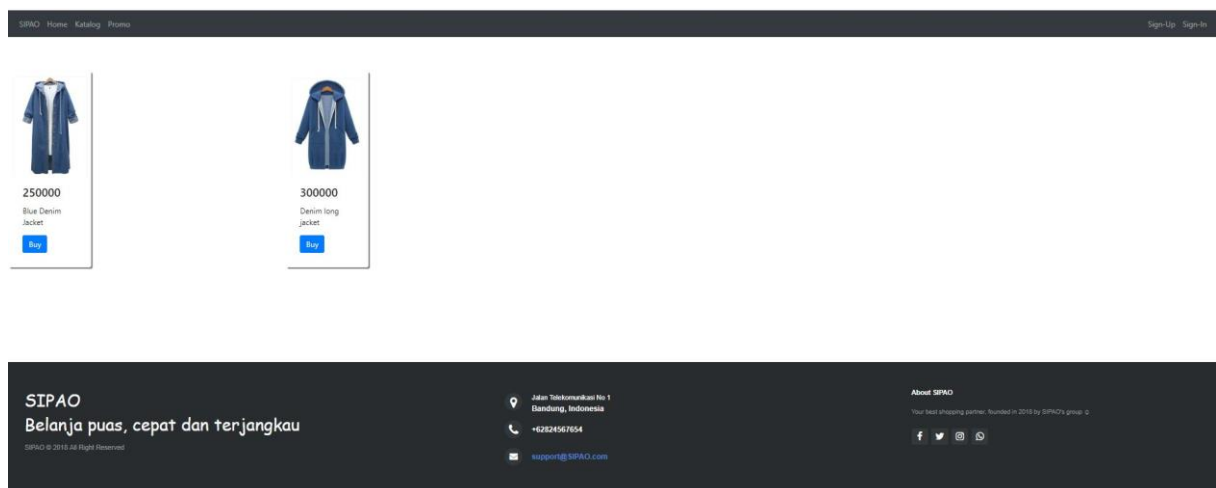 SIPAO Home Katalog Promo
Sign-Up Sign-In
250000
Blue Denim
Jacket
Buy
300000
Denim long
jacket
Buy
SIPAO
Belanja puas, cepat dan terjangkau
SIPAO © 2018 All Right Reserved
Jalan Telekomunikasi No 1
Bandung, Indonesia
+62824567654
support@SIPAO.com
About SIPAO
Your best shopping partner, founded in 2018 by SIPAO's group :)